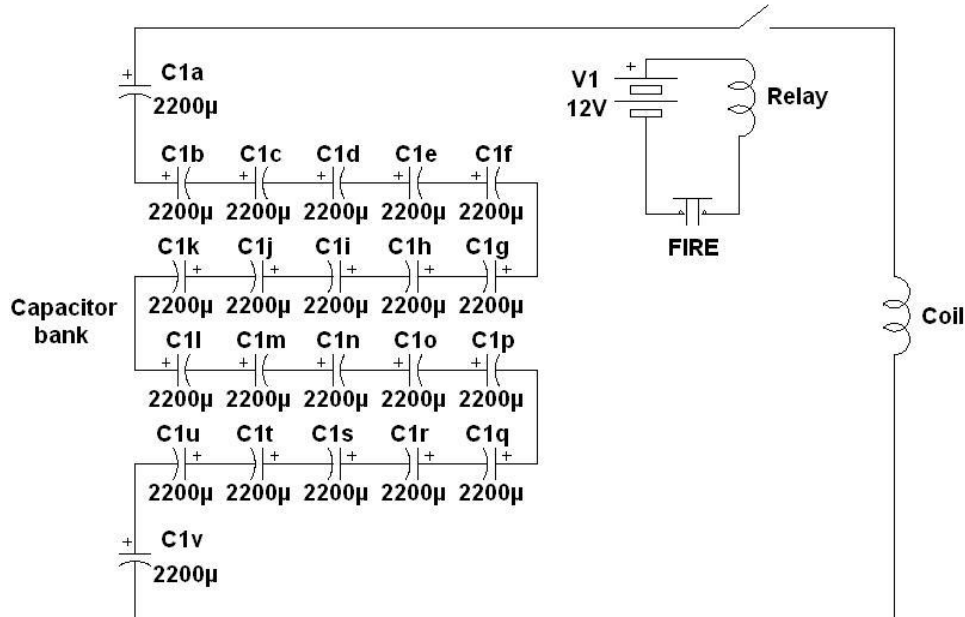 C1a
2200µ
+
V1
12V
+
Relay
FIRE
C1b C1c C1d C1e C1f
+ + + + +
2200µ 2200µ 2200µ 2200µ 2200µ
C1k C1j C1i C1h C1g
+ + + + +
2200µ 2200µ 2200µ 2200µ 2200µ
Capacitor
bank
Coil
C1l C1m C1n C1o C1p
+ + + + +
2200µ 2200µ 2200µ 2200µ 2200µ
C1u C1t C1s C1r C1q
+ + + + +
2200µ 2200µ 2200µ 2200µ 2200µ
C1v
+
2200µ